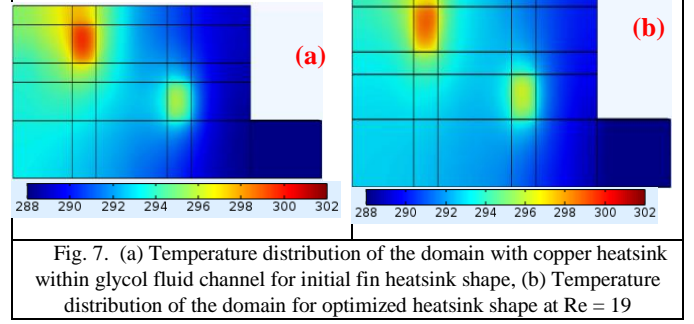 (a)
(b)
288 290 292 294 296 298 300 302
288 290 292 294 296 298 300 302
Fig. 7. (a) Temperature distribution of the domain with copper heatsink
within glycol fluid channel for initial fin heatsink shape, (b) Temperature
distribution of the domain for optimized heatsink shape at Re = 19